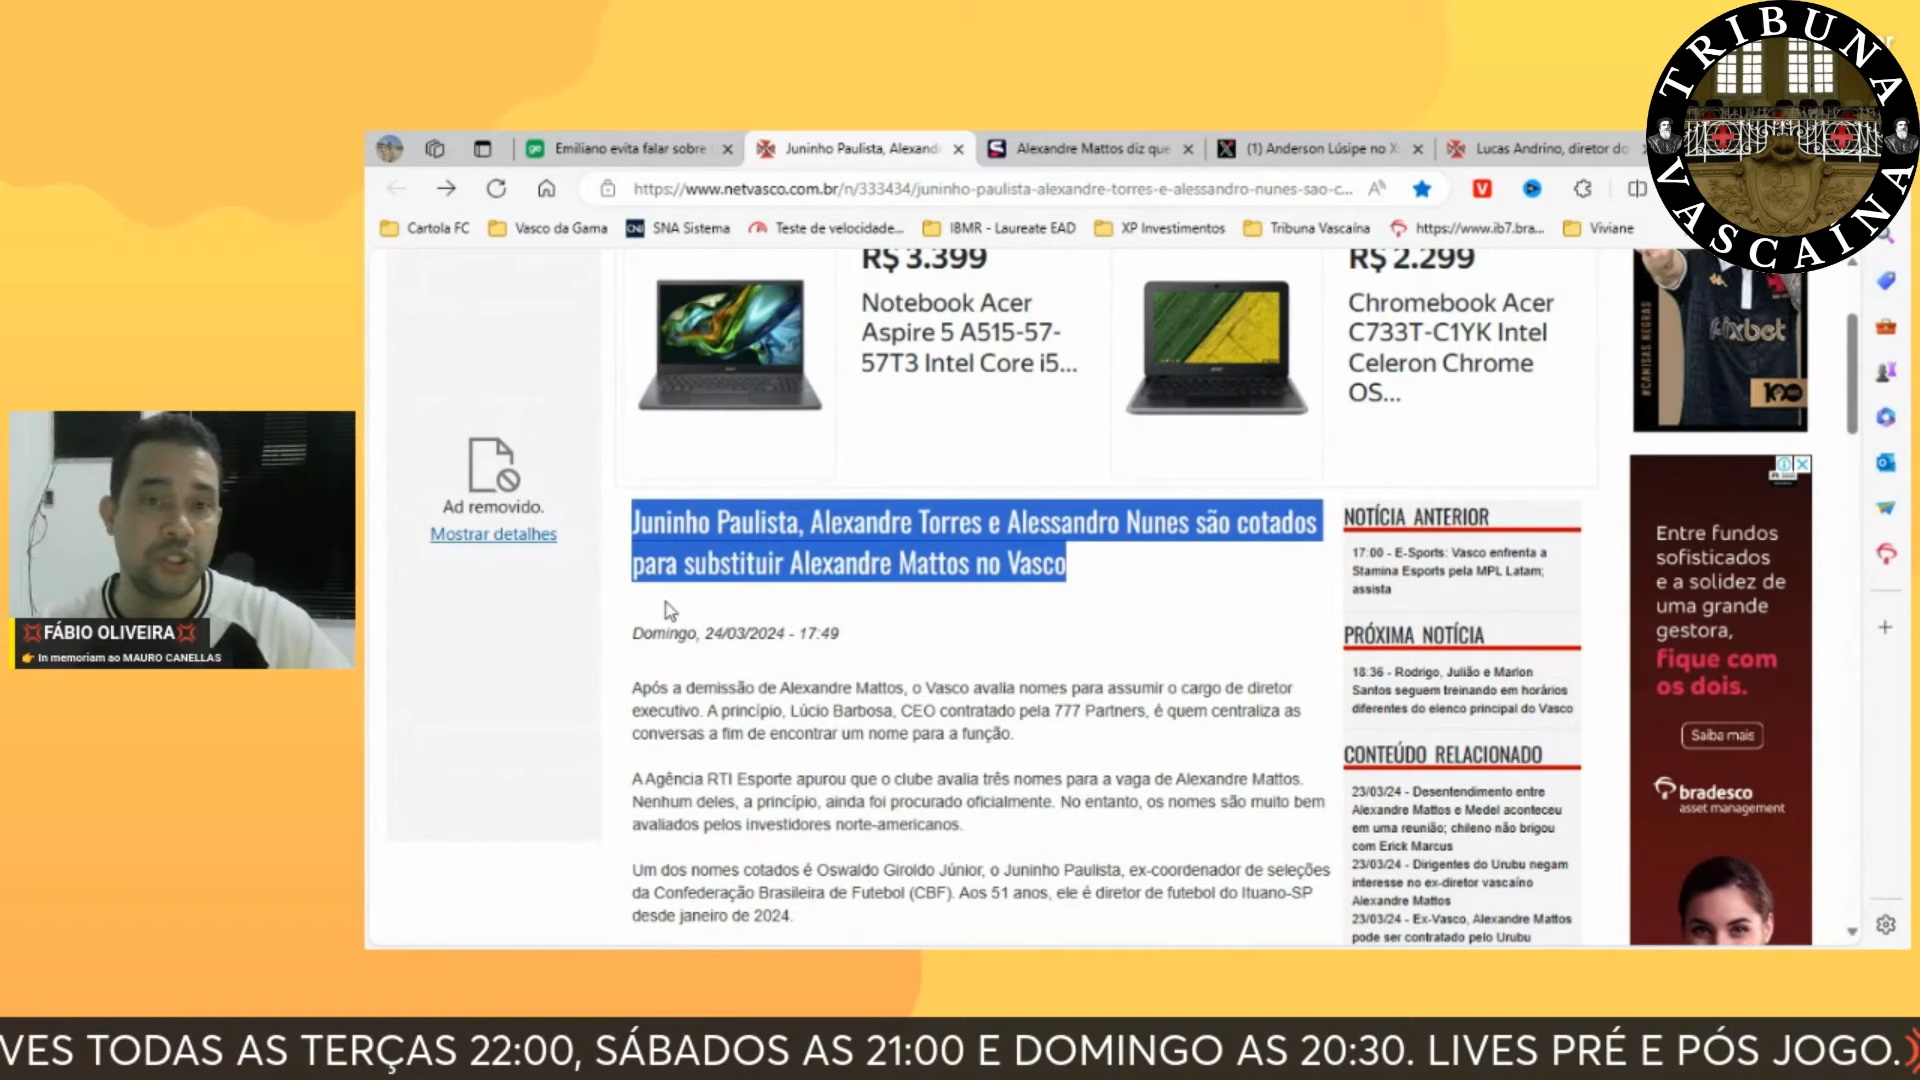 TRIBUNA VASCAÍNA
Emiliano evita falar sobre
Juninho Paulista, Alexand
Alexandre Mattos diz que
(1) Anderson Lúsipe no X:
Lucas Andrino, diretor do
https://www.netvasco.com.br/n/333434/juninho-paulista-alexandre-torres-e-alessandro-nunes-sao-c...
Cartola FC
Vasco da Gama
SNA Sistema
Teste de velocidade...
IBMR - Laureate EAD
XP Investimentos
Tribuna Vascaína
https://www.ib7.bra...
Viviane
R$ 3.399
Notebook Acer
Aspire 5 A515-57-
57T3 Intel Core i5...
R$ 2.299
Chromebook Acer
C733T-C1YK Intel
Celeron Chrome
OS...
#CAMISAS NEGRAS
pixbet
100
Ad removido.
Mostrar detalhes
Juninho Paulista, Alexandre Torres e Alessandro Nunes são cotados
para substituir Alexandre Mattos no Vasco
Domingo, 24/03/2024 - 17:49
Após a demissão de Alexandre Mattos, o Vasco avalia nomes para assumir o cargo de diretor
executivo. A princípio, Lúcio Barbosa, CEO contratado pela 777 Partners, é quem centraliza as
conversas a fim de encontrar um nome para a função.
A Agência RTI Esporte apurou que o clube avalia três nomes para a vaga de Alexandre Mattos.
Nenhum deles, a princípio, ainda foi procurado oficialmente. No entanto, os nomes são muito bem
avaliados pelos investidores norte-americanos.
Um dos nomes cotados é Oswaldo Giroldo Júnior, o Juninho Paulista, ex-coordenador de seleções
da Confederação Brasileira de Futebol (CBF). Aos 51 anos, ele é diretor de futebol do Ituano-SP
desde janeiro de 2024.
NOTÍCIA ANTERIOR
17:00 - E-Sports: Vasco enfrenta a
Stamina Esports pela MPL Latam;
assista
PRÓXIMA NOTÍCIA
18:36 - Rodrigo, Julião e Marlon
Santos seguem treinando em horários
diferentes do elenco principal do Vasco
CONTEÚDO RELACIONADO
23/03/24 - Desentendimento entre
Alexandre Mattos e Medel aconteceu
em uma reunião; chileno não brigou
com Erick Marcus
23/03/24 - Dirigentes do Urubu negam
interesse no ex-diretor vascaíno
Alexandre Mattos
23/03/24 - Ex-Vasco, Alexandre Mattos
pode ser contratado pelo Urubu
Entre fundos
sofisticados
e a solidez de
uma grande
gestora,
fique com
os dois.
Saiba mais
bradesco
asset management
FÁBIO OLIVEIRA
In memoriam ao MAURO CANELLAS
VES TODAS AS TERÇAS 22:00, SÁBADOS AS 21:00 E DOMINGO AS 20:30. LIVES PRÉ E PÓS JOGO.